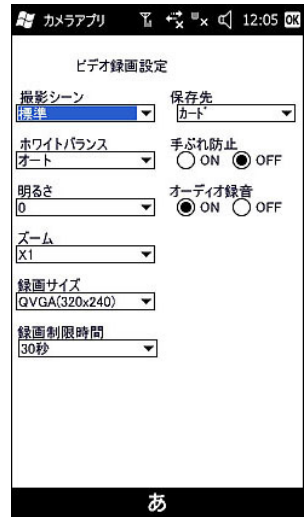 カメラアプリ 12:05 OK
ビデオ録画設定
撮影シーン
標準
保存先
カード
ホワイトバランス
オート
手ぶれ防止
ON OFF
明るさ
0
オーディオ録音
ON OFF
ズーム
X1
録画サイズ
QVGA(320x240)
録画制限時間
30秒
あ